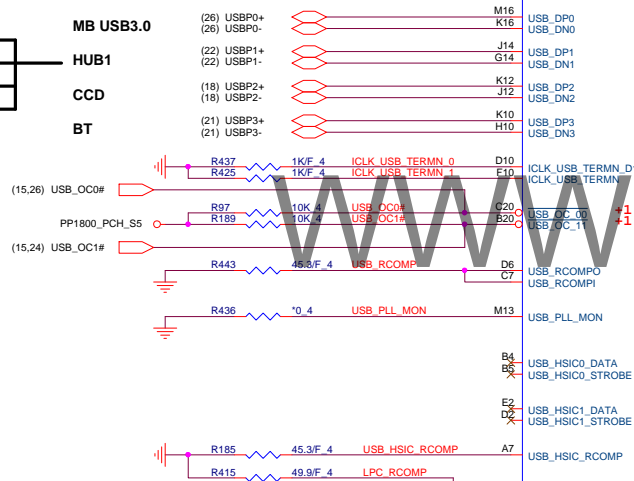 MB USB3.0 (26) USBP0+ M16 USB_DP0
(26) USBP0- K16 USB_DN0
HUB1 (22) USBP1+ J14 USB_DP1
(22) USBP1- G14 USB_DN1
CCD (18) USBP2+ K12 USB_DP2
(18) USBP2- J12 USB_DN2
BT (21) USBP3+ K10 USB_DP3
(21) USBP3- H10 USB_DN3
R437 1K/F_4 ICLK_USB_TERMN_0 D10 ICLK_USB_TERMN_D
R425 1K/F_4 ICLK_USB_TERMN_1 F10 ICLK_USB_TERMN
(15,26) USB_OC0#
R97 10K_4 USB_OC0# C20 USB_OC_00 +1
PP1800_PCH_S5 R189 10K_4 USB_OC1# B20 USB_OC_11 +1
(15,24) USB_OC1#
R443 45.3/F_4 USB_RCOMP D6 USB_RCOMPO
C7 USB_RCOMPI
R436 *0_4 USB_PLL_MON M13 USB_PLL_MON
B4 USB_HSIC0_DATA
B5 USB_HSIC0_STROBE
E2 USB_HSIC1_DATA
D2 USB_HSIC1_STROBE
R185 45.3/F_4 USB_HSIC_RCOMP A7 USB_HSIC_RCOMP
R415 49.9/F_4 LPC_RCOMP
WWW